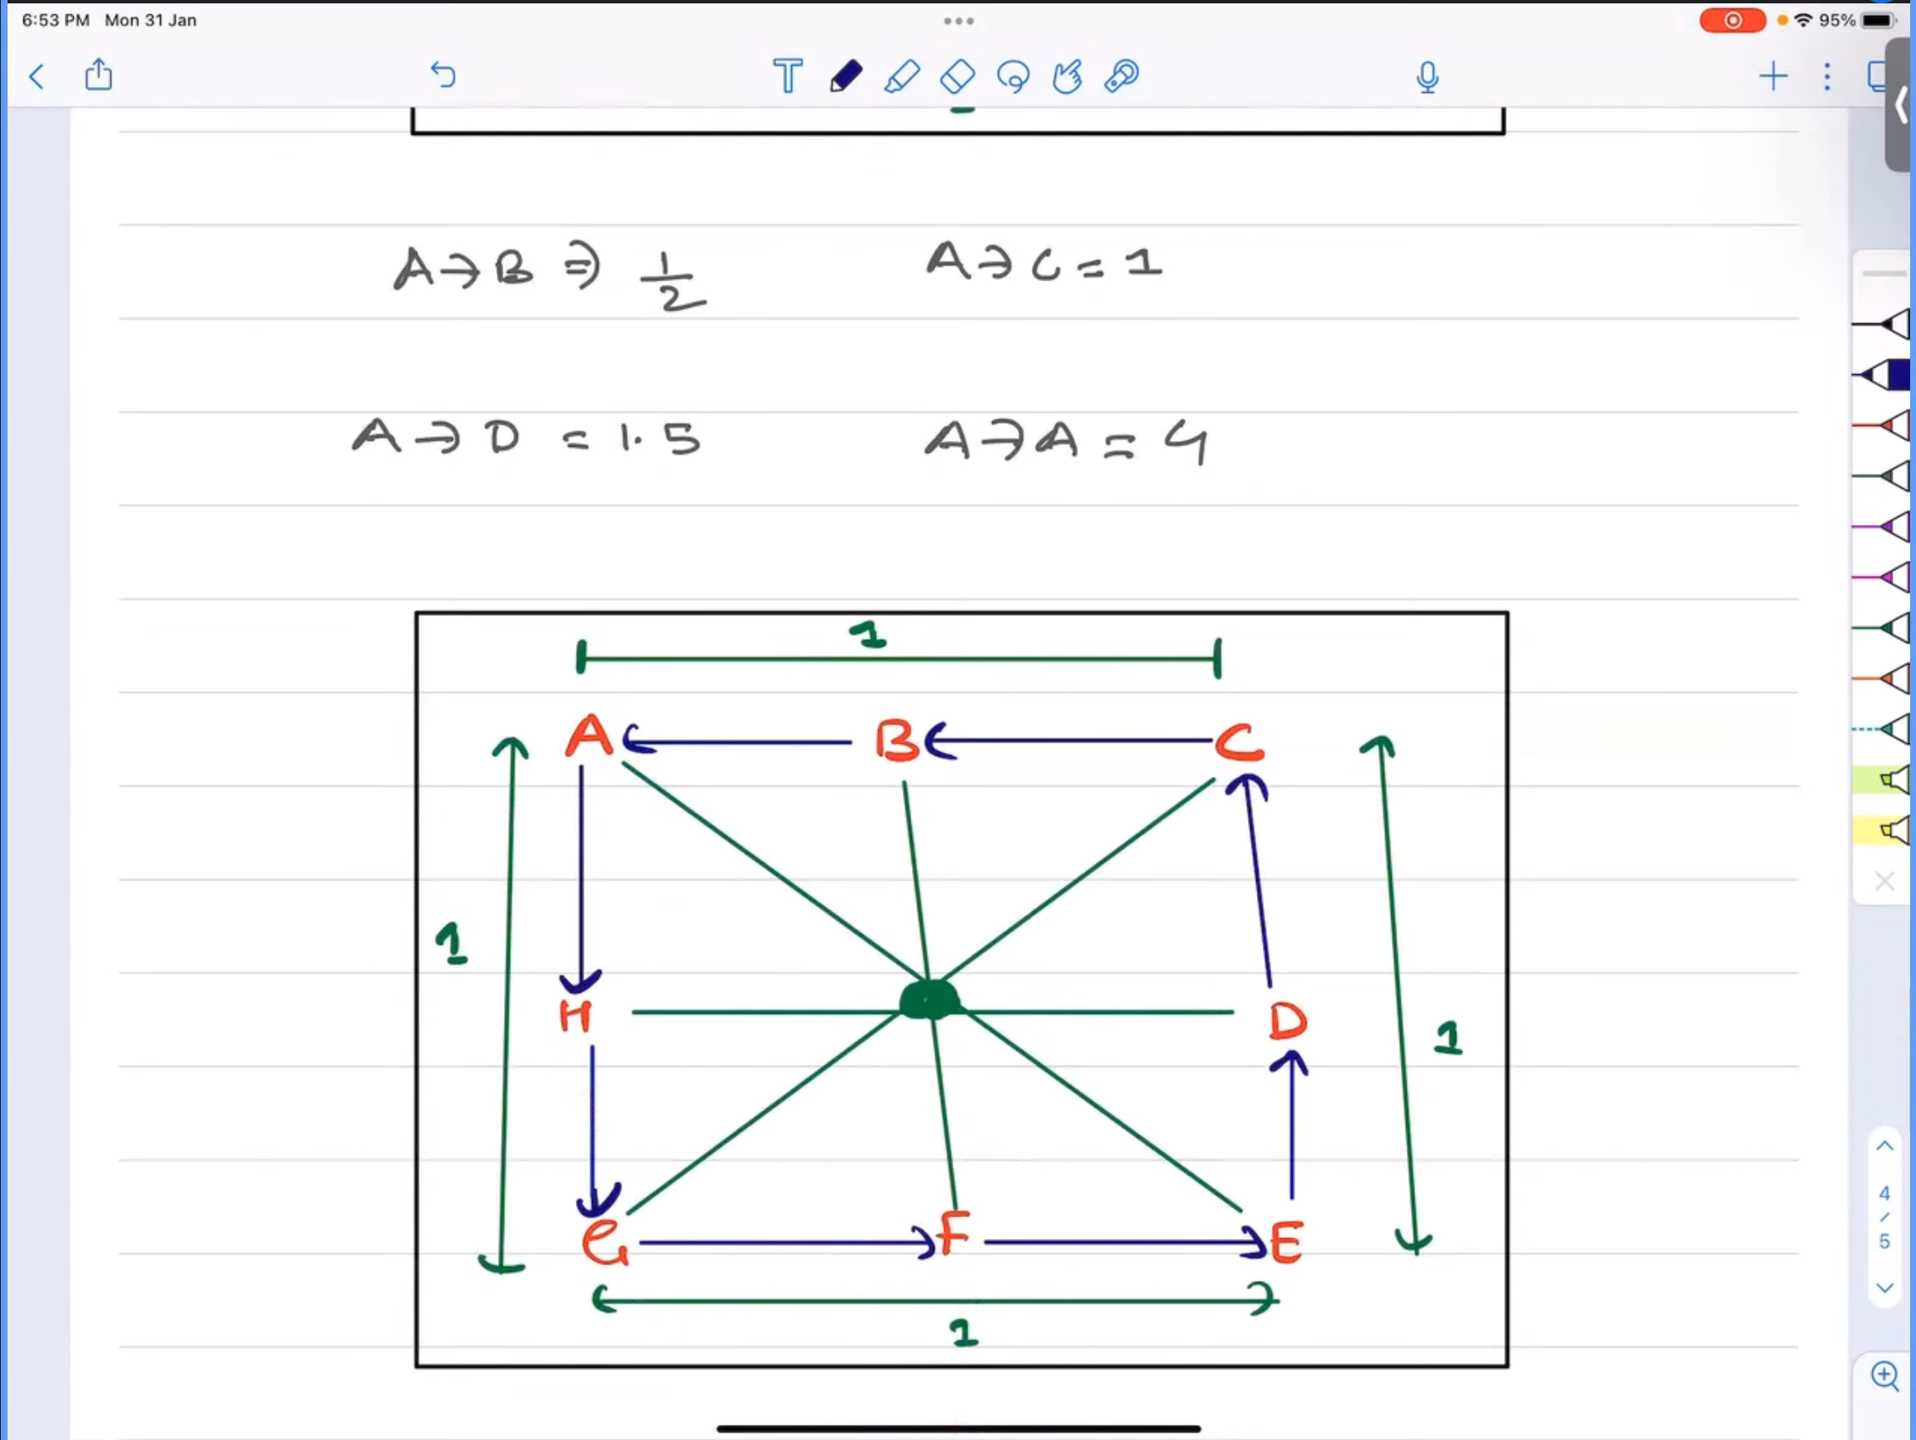 6:53 PM Mon 31 Jan
95%
T
A → B ⇒ 1/2
A → C = 1
A → D = 1.5
A → A = 4
1
A B C
1
H D
1
4
/
5
G F E
1